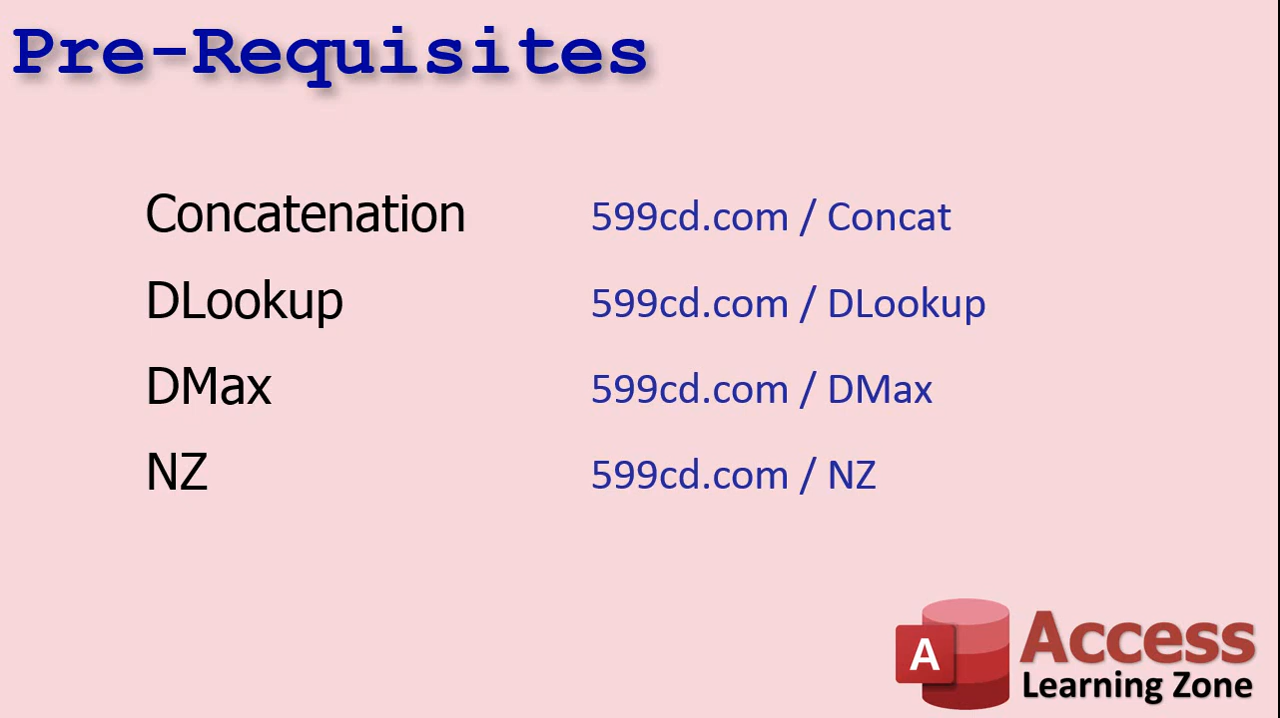 Pre-Requisites
Concatenation 599cd.com / Concat
DLookup 599cd.com / DLookup
DMax 599cd.com / DMax
NZ 599cd.com / NZ
A Access
Learning Zone